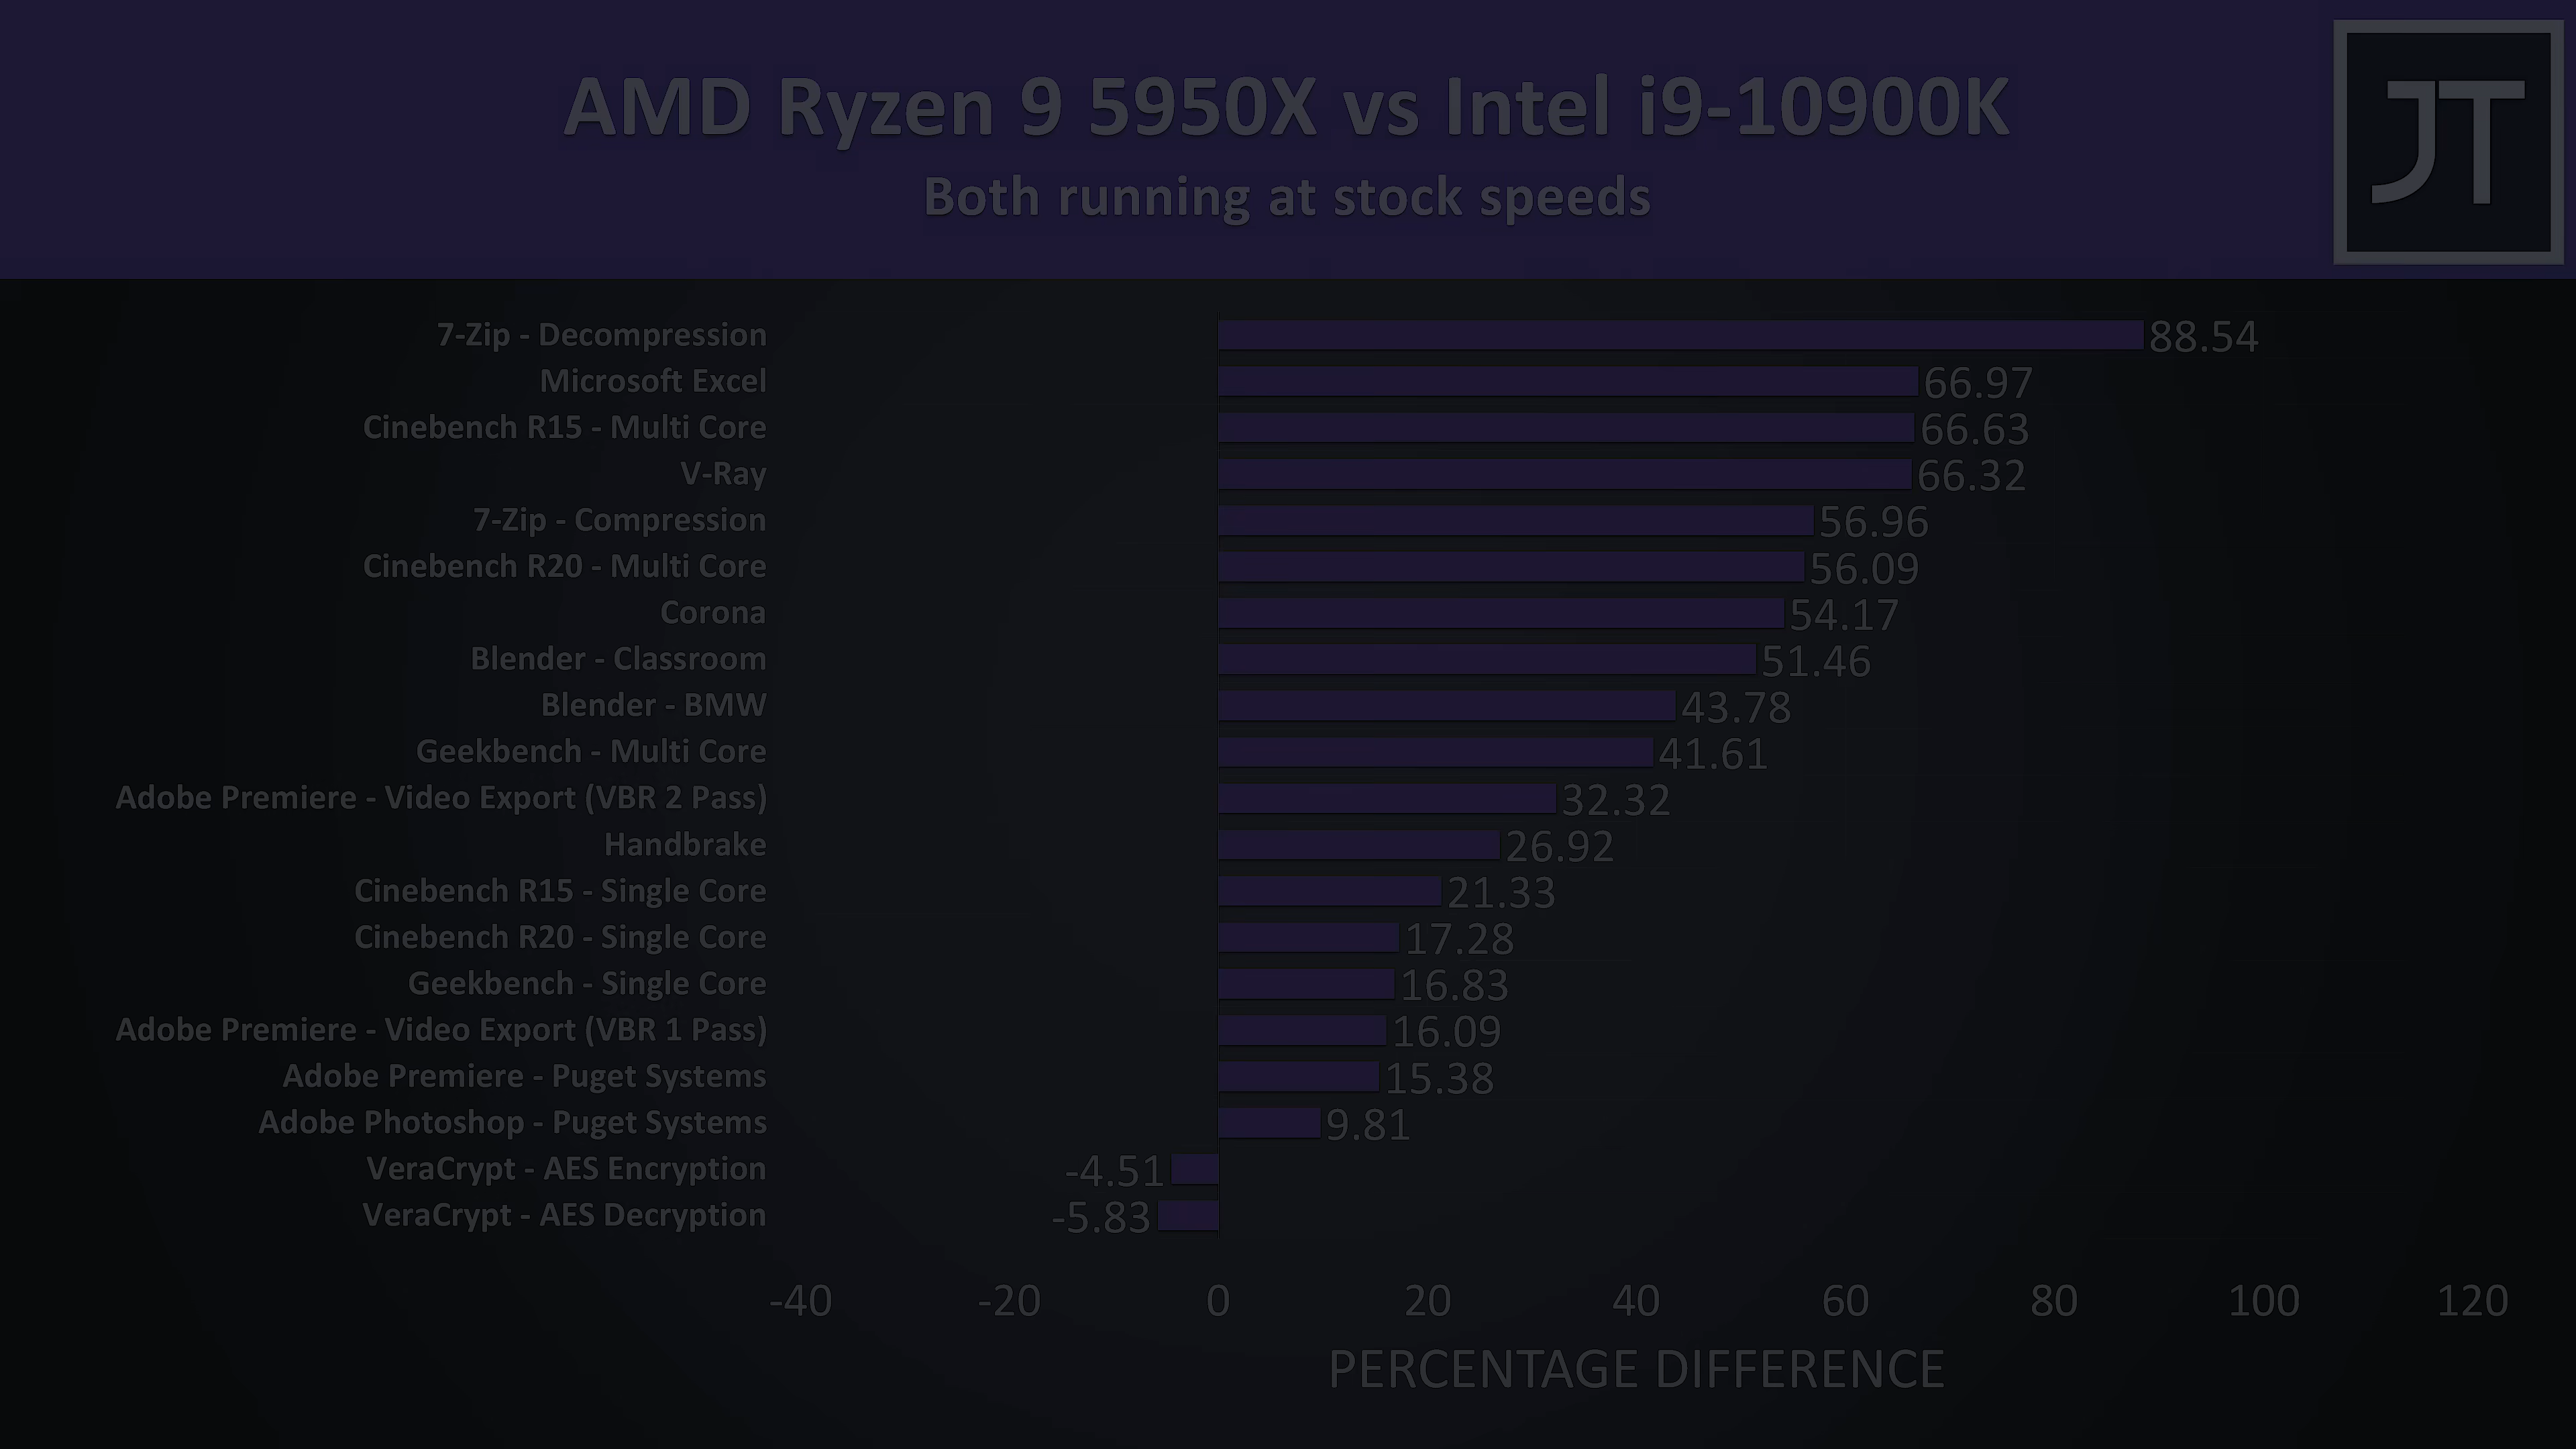 AMD Ryzen 9 5950X vs Intel i9-10900K
JT
Both running at stock speeds
7-Zip - Decompression 88.54
Microsoft Excel 66.97
Cinebench R15 - Multi Core 66.63
V-Ray 66.32
7-Zip - Compression 56.96
Cinebench R20 - Multi Core 56.09
Corona 54.17
Blender - Classroom 51.46
Blender - BMW 43.78
Geekbench - Multi Core 41.61
Adobe Premiere - Video Export (VBR 2 Pass) 32.32
Handbrake 26.92
Cinebench R15 - Single Core 21.33
Cinebench R20 - Single Core 17.28
Geekbench - Single Core 16.83
Adobe Premiere - Video Export (VBR 1 Pass) 16.09
Adobe Premiere - Puget Systems 15.38
Adobe Photoshop - Puget Systems 9.81
VeraCrypt - AES Encryption -4.51
VeraCrypt - AES Decryption -5.83
-40 -20 0 20 40 60 80 100 120
PERCENTAGE DIFFERENCE